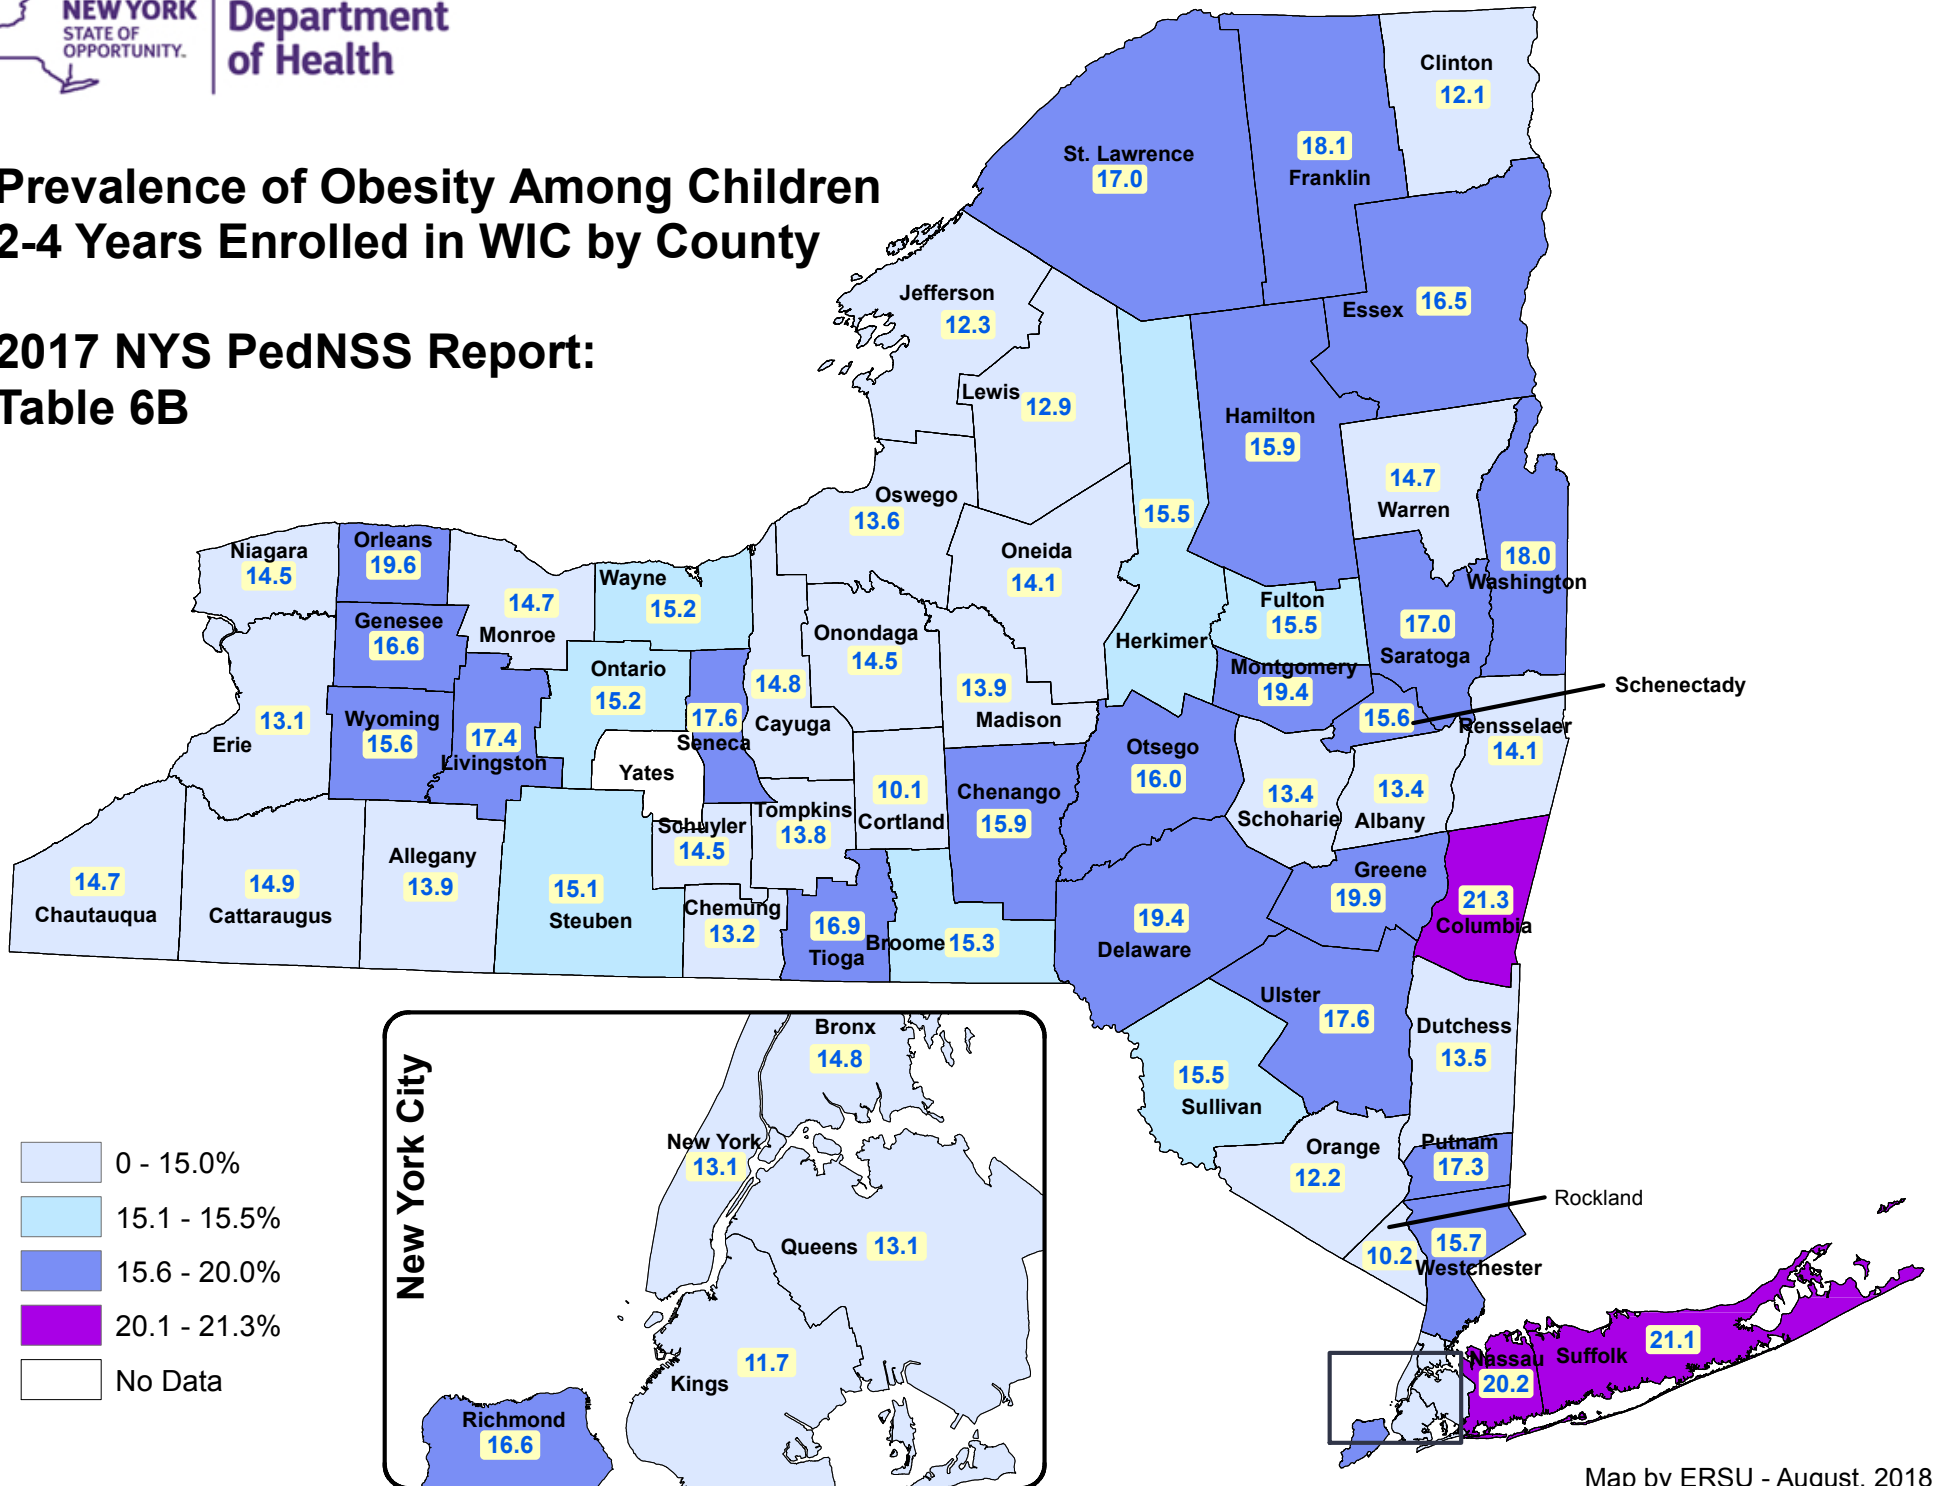 NEW YORK
STATE OF
OPPORTUNITY.
Department
of Health
Prevalence of Obesity Among Children
2-4 Years Enrolled in WIC by County
2017 NYS PedNSS Report:
Table 6B
Clinton
12.1
St. Lawrence
17.0
18.1
Franklin
Essex 16.5
Jefferson
12.3
Lewis 12.9
Hamilton
15.9
14.7
Warren
Oswego
13.6
15.5
Herkimer
Oneida
14.1
18.0
Washington
Niagara
14.5
Orleans
19.6
14.7
Monroe
Wayne
15.2
Genesee
16.6
Fulton
15.5
17.0
Saratoga
Onondaga
14.5
Ontario
15.2
14.8
Cayuga
13.9
Madison
Montgomery
19.4
15.6
Schenectady
13.1
Erie
Wyoming
15.6
17.4
Livingston
17.6
Seneca
Yates
Rensselaer
14.1
Otsego
16.0
13.4
Schoharie
13.4
Albany
10.1
Cortland
Chenango
15.9
Tompkins
13.8
Schuyler
14.5
14.7
Chautauqua
14.9
Cattaraugus
Allegany
13.9
15.1
Steuben
Chemung
13.2
16.9
Tioga
Broome 15.3
19.4
Delaware
Greene
19.9
21.3
Columbia
Ulster
17.6
Dutchess
13.5
15.5
Sullivan
Orange
12.2
Putnam
17.3
Rockland
10.2
15.7
Westchester
Nassau
20.2
Suffolk
21.1
New York City
Bronx
14.8
New York
13.1
Queens 13.1
11.7
Kings
Richmond
16.6
0 - 15.0%
15.1 - 15.5%
15.6 - 20.0%
20.1 - 21.3%
No Data
Map by ERSU - August, 2018